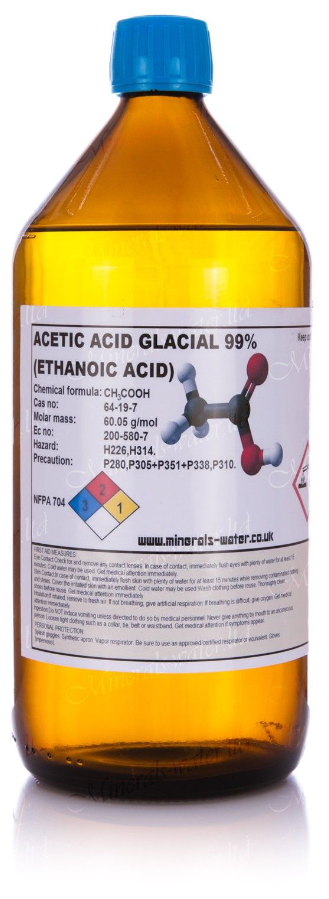 ACETIC ACID GLACIAL 99%
Keep
(ETHANOIC ACID)
Chemical formula: CH3COOH
Cas no: 64-19-7
Molar mass: 60.05 g/mol
Ec no: 200-580-7
Hazard: H226,H314.
Precaution: P280,P305+P351+P338,P310.
NFPA 704
2
3
1
www.minerals-water.co.uk
FIRST AID MEASURES:
Eye Contact:Check for and remove any contact lenses. In case of contact, immediately flush eyes with plenty of water for at least 15
minutes. Cold water may be used. Get medical attention immediately.
Skin Contact:In case of contact, immediately flush skin with plenty of water for at least 15 minutes while removing contaminated clothing
and shoes. Cover the irritated skin with an emollient. Cold water may be used.Wash clothing before reuse. Thoroughly clean
shoes before reuse. Get medical attention immediately.
Inhalation:If inhaled, remove to fresh air. If not breathing, give artificial respiration. If breathing is difficult, give oxygen. Get medical
attention immediately.
Ingestion:Do NOT induce vomiting unless directed to do so by medical personnel. Never give anything by mouth to an unconscious
person. Loosen tight clothing such as a collar, tie, belt or waistband. Get medical attention if symptoms appear.
PERSONAL PROTECTION:
Splash goggles. Synthetic apron. Vapor respirator. Be sure to use an approved/certified respirator or equivalent. Gloves
(impervious).